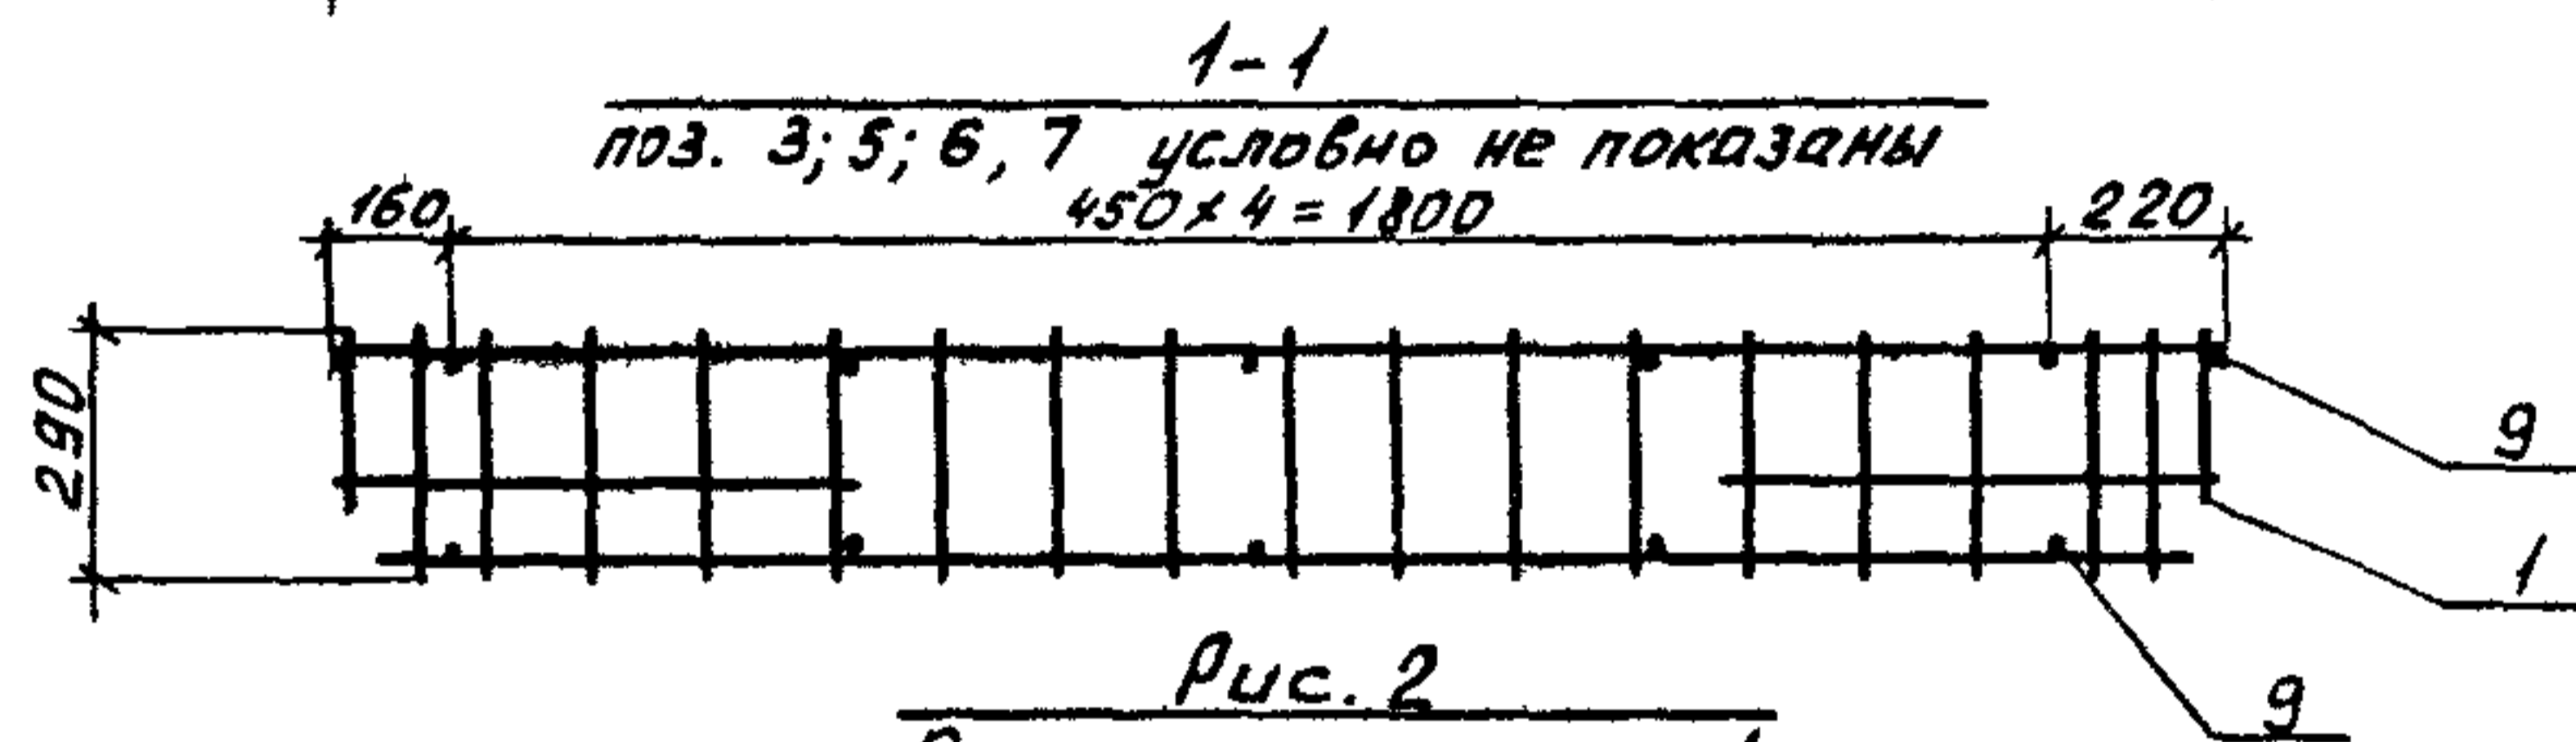 1-1
поз. 3; 5; 6, 7 условно не показаны
160 450 x 4 = 1800 220
290
9
1
Рис. 2
9